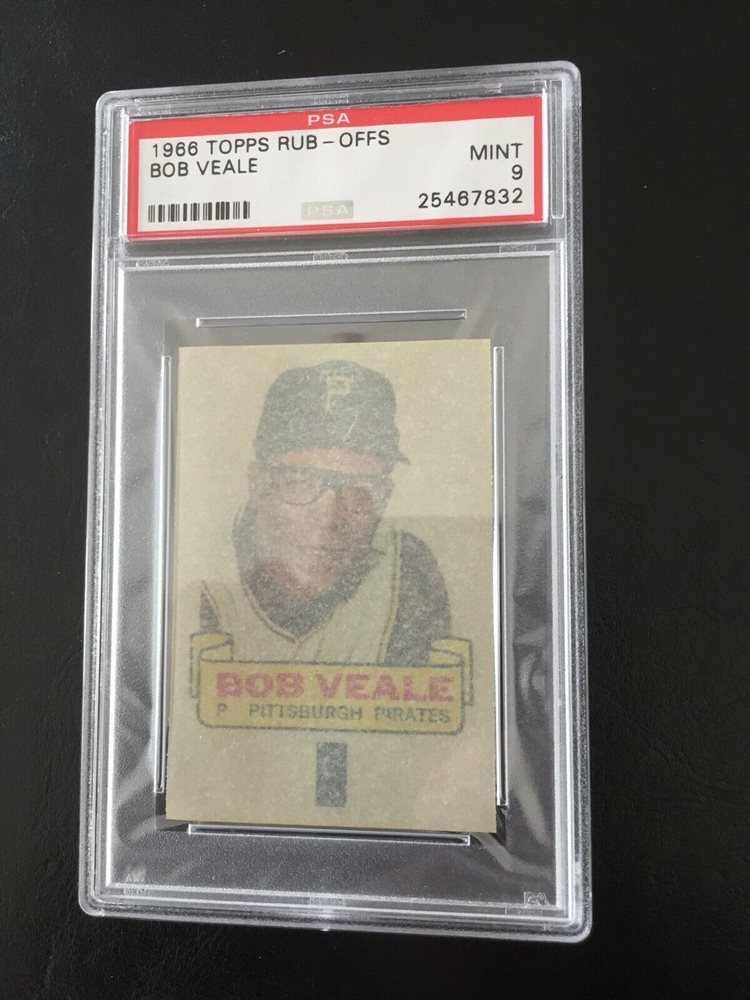 PSA
1966 TOPPS RUB-OFFS
BOB VEALE
MINT
9
PSA
25467832
P
BOB VEALE
P PITTSBURGH PIRATES